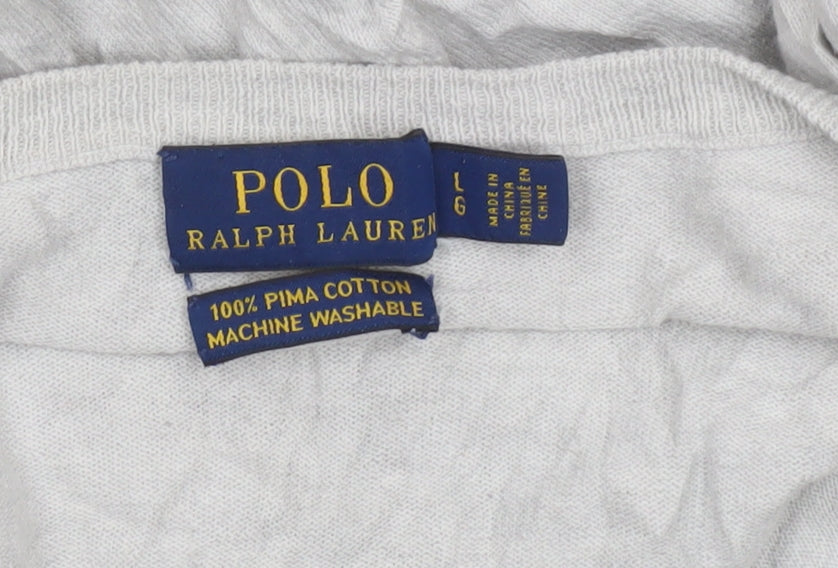 POLO
RALPH LAUREN
L
G
MADE IN
CHINA
FABRIQUÉ EN
CHINE
100% PIMA COTTON
MACHINE WASHABLE